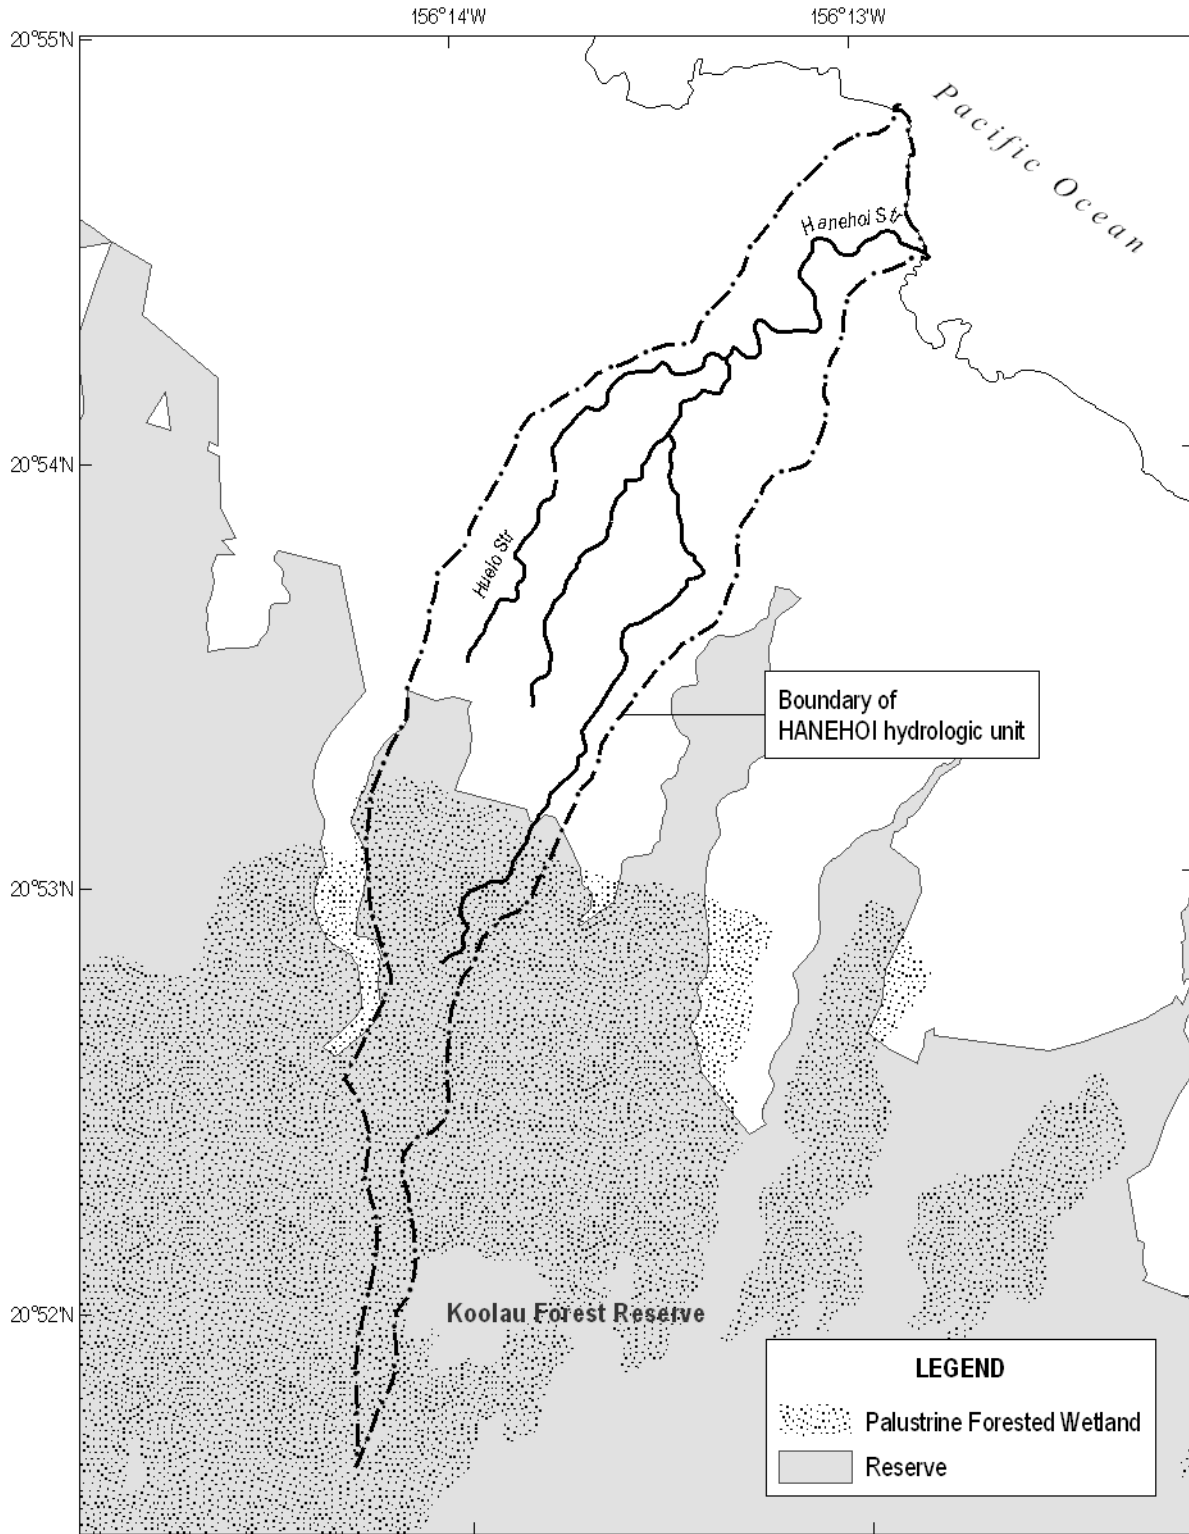 156°14'W
156°13'W
20°55'N
Pacific Ocean
Hanehoi Str
20°54'N
Huelo Str
Boundary of
HANEHOI hydrologic unit
20°53'N
20°52'N
Koolau Forest Reserve
LEGEND
Palustrine Forested Wetland
Reserve